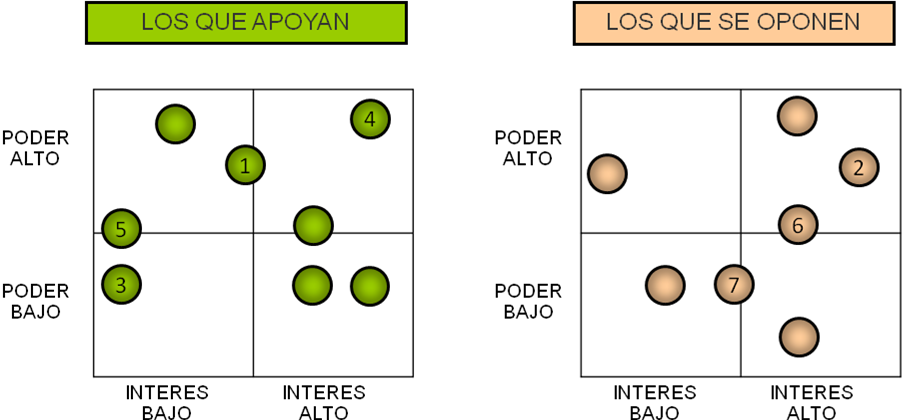 LOS QUE APOYAN
PODER
ALTO
4
1
5
3
PODER
BAJO
INTERES
BAJO
INTERES
ALTO
LOS QUE SE OPONEN
PODER
ALTO
2
6
7
PODER
BAJO
INTERES
BAJO
INTERES
ALTO